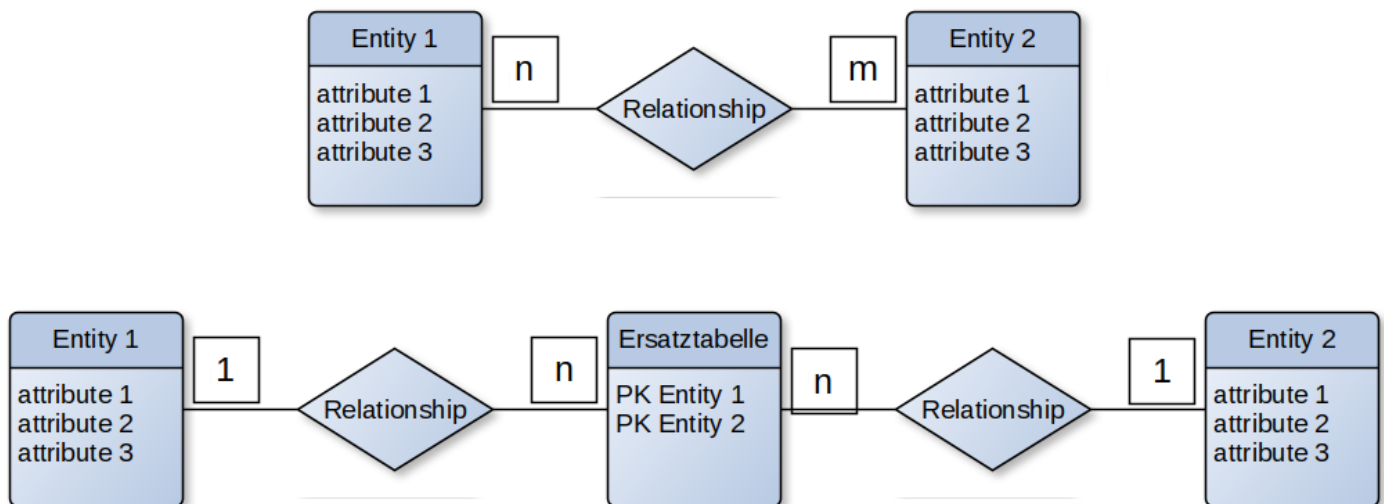 Entity 1
attribute 1
attribute 2
attribute 3
n
Relationship
m
Entity 2
attribute 1
attribute 2
attribute 3
Entity 1
attribute 1
attribute 2
attribute 3
1
Relationship
n
Ersatztabelle
PK Entity 1
PK Entity 2
n
Relationship
1
Entity 2
attribute 1
attribute 2
attribute 3